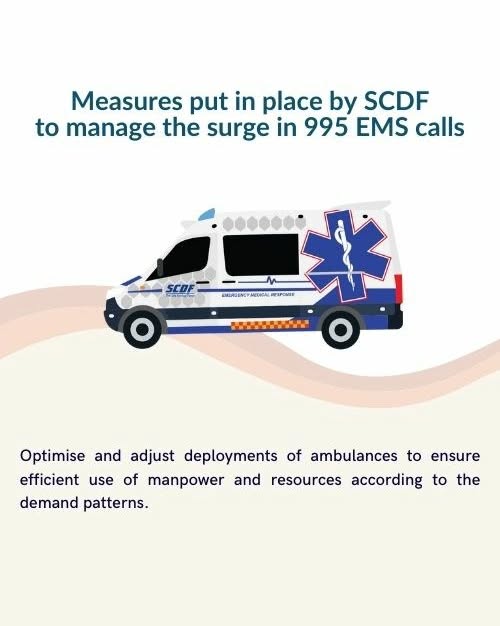 Measures put in place by SCDF
to manage the surge in 995 EMS calls
SCDF
EMERGENCY MEDICAL RESPONSE
Optimise and adjust deployments of ambulances to ensure
efficient use of manpower and resources according to the
demand patterns.